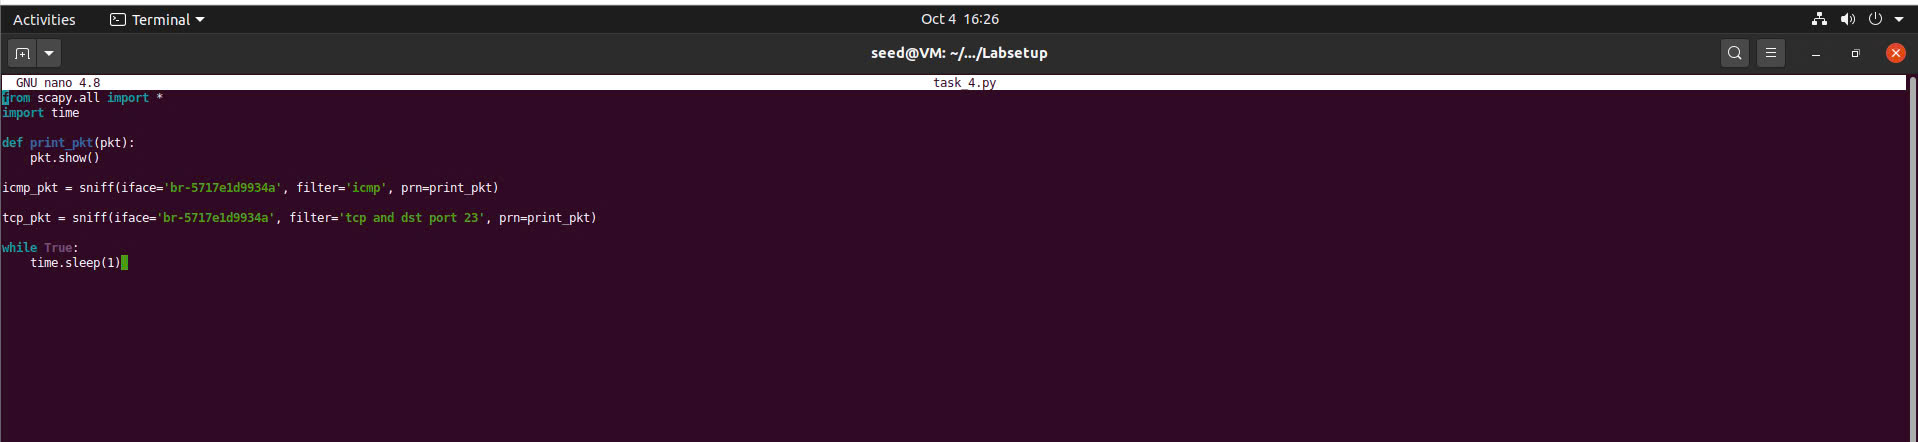 Activities Terminal Oct 4 16:26
seed@VM: ~/.../Labsetup
GNU nano 4.8 task_4.py
from scapy.all import *
import time
def print_pkt(pkt):
    pkt.show()
icmp_pkt = sniff(iface='br-5717e1d9934a', filter='icmp', prn=print_pkt)
tcp_pkt = sniff(iface='br-5717e1d9934a', filter='tcp and dst port 23', prn=print_pkt)
while True:
    time.sleep(1)